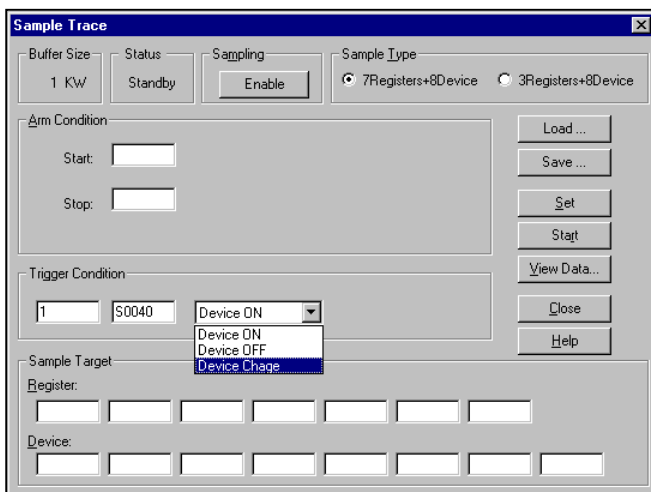 Sample Trace
Buffer Size Status Sampling Sample Type
1 KW Standby Enable 7Registers+8Device 3Registers+8Device
Arm Condition
Load ...
Start:
Save ...
Stop:
Set
Start
Trigger Condition
View Data...
1 S0040 Device ON
Close
Device ON
Device OFF
Help
Device Chage
Sample Target
Register:
Device: